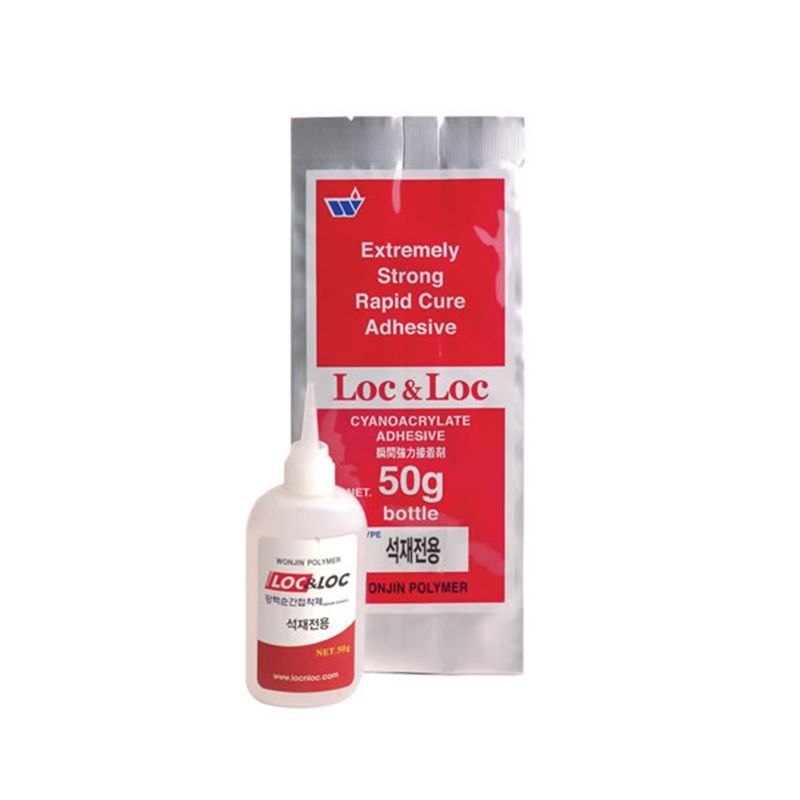 W
Extremely
Strong
Rapid Cure
Adhesive
Loc & Loc
CYANOACRYLATE
ADHESIVE
瞬間強力接着剤
NET. 50g
bottle
TYPE 석재전용
WONJIN POLYMER
WONJIN POLYMER
LOC&LOC
강력순간접착제
석재전용
NET. 50g
www.locnloc.com